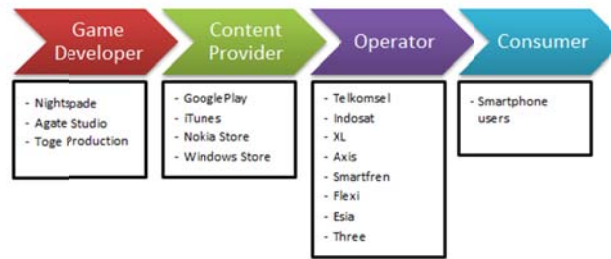 Game
Developer
Content
Provider
Operator
Consumer
- Nightspade
- Agate Studio
- Toge Production
- GooglePlay
- iTunes
- Nokia Store
- Windows Store
- Telkomsel
- Indosat
- XL
- Axis
- Smartfren
- Flexi
- Esia
- Three
- Smartphone
users